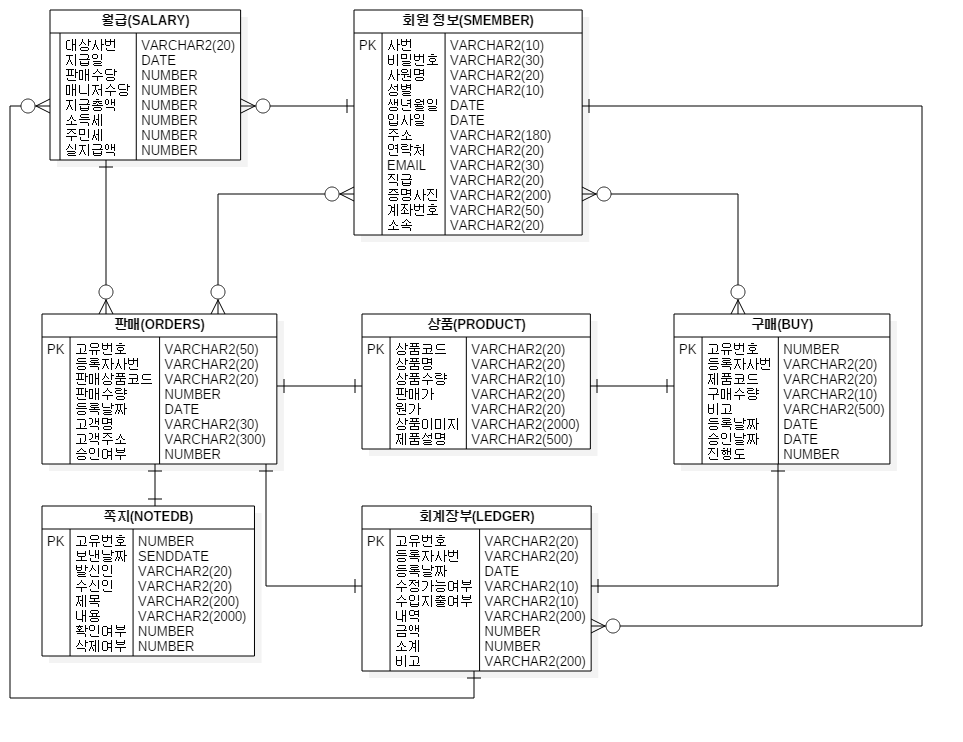 월급(SALARY)
대상사번 VARCHAR2(20)
지급일 DATE
판매수당 NUMBER
매니저수당 NUMBER
지급총액 NUMBER
소득세 NUMBER
주민세 NUMBER
실지급액 NUMBER
회원 정보(SMEMBER)
PK 사번 VARCHAR2(10)
비밀번호 VARCHAR2(30)
사원명 VARCHAR2(20)
성별 VARCHAR2(10)
생년월일 DATE
입사일 DATE
주소 VARCHAR2(180)
연락처 VARCHAR2(20)
EMAIL VARCHAR2(30)
직급 VARCHAR2(20)
증명사진 VARCHAR2(200)
계좌번호 VARCHAR2(50)
소속 VARCHAR2(20)
판매(ORDERS)
PK 고유번호 VARCHAR2(50)
등록자사번 VARCHAR2(20)
판매상품코드 VARCHAR2(20)
판매수량 NUMBER
등록날짜 DATE
고객명 VARCHAR2(30)
고객주소 VARCHAR2(300)
승인여부 NUMBER
상품(PRODUCT)
PK 상품코드 VARCHAR2(20)
상품명 VARCHAR2(20)
상품수량 VARCHAR2(10)
판매가 VARCHAR2(20)
원가 VARCHAR2(20)
상품이미지 VARCHAR2(2000)
제품설명 VARCHAR2(500)
구매(BUY)
PK 고유번호 NUMBER
등록자사번 VARCHAR2(20)
제품코드 VARCHAR2(20)
구매수량 VARCHAR2(10)
비고 VARCHAR2(500)
등록날짜 DATE
승인날짜 DATE
진행도 NUMBER
쪽지(NOTEDB)
PK 고유번호 NUMBER
보낸날짜 SENDDATE
발신인 VARCHAR2(20)
수신인 VARCHAR2(20)
제목 VARCHAR2(200)
내용 VARCHAR2(2000)
확인여부 NUMBER
삭제여부 NUMBER
회계장부(LEDGER)
PK 고유번호 VARCHAR2(20)
등록자사번 VARCHAR2(20)
등록날짜 DATE
수정가능여부 VARCHAR2(10)
수입지출여부 VARCHAR2(10)
내역 VARCHAR2(200)
금액 NUMBER
소계 NUMBER
비고 VARCHAR2(200)